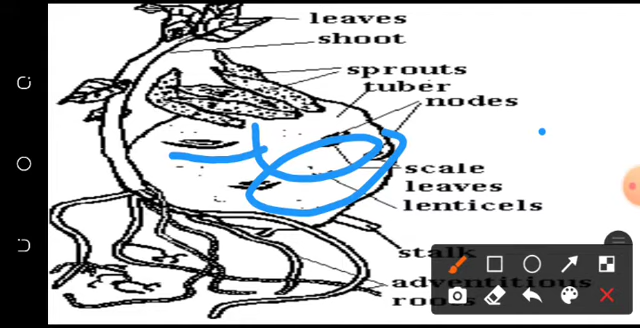 leaves
shoot
sprouts
tuber
nodes
scale
leaves
lenticels
stalk
adventitious
roots